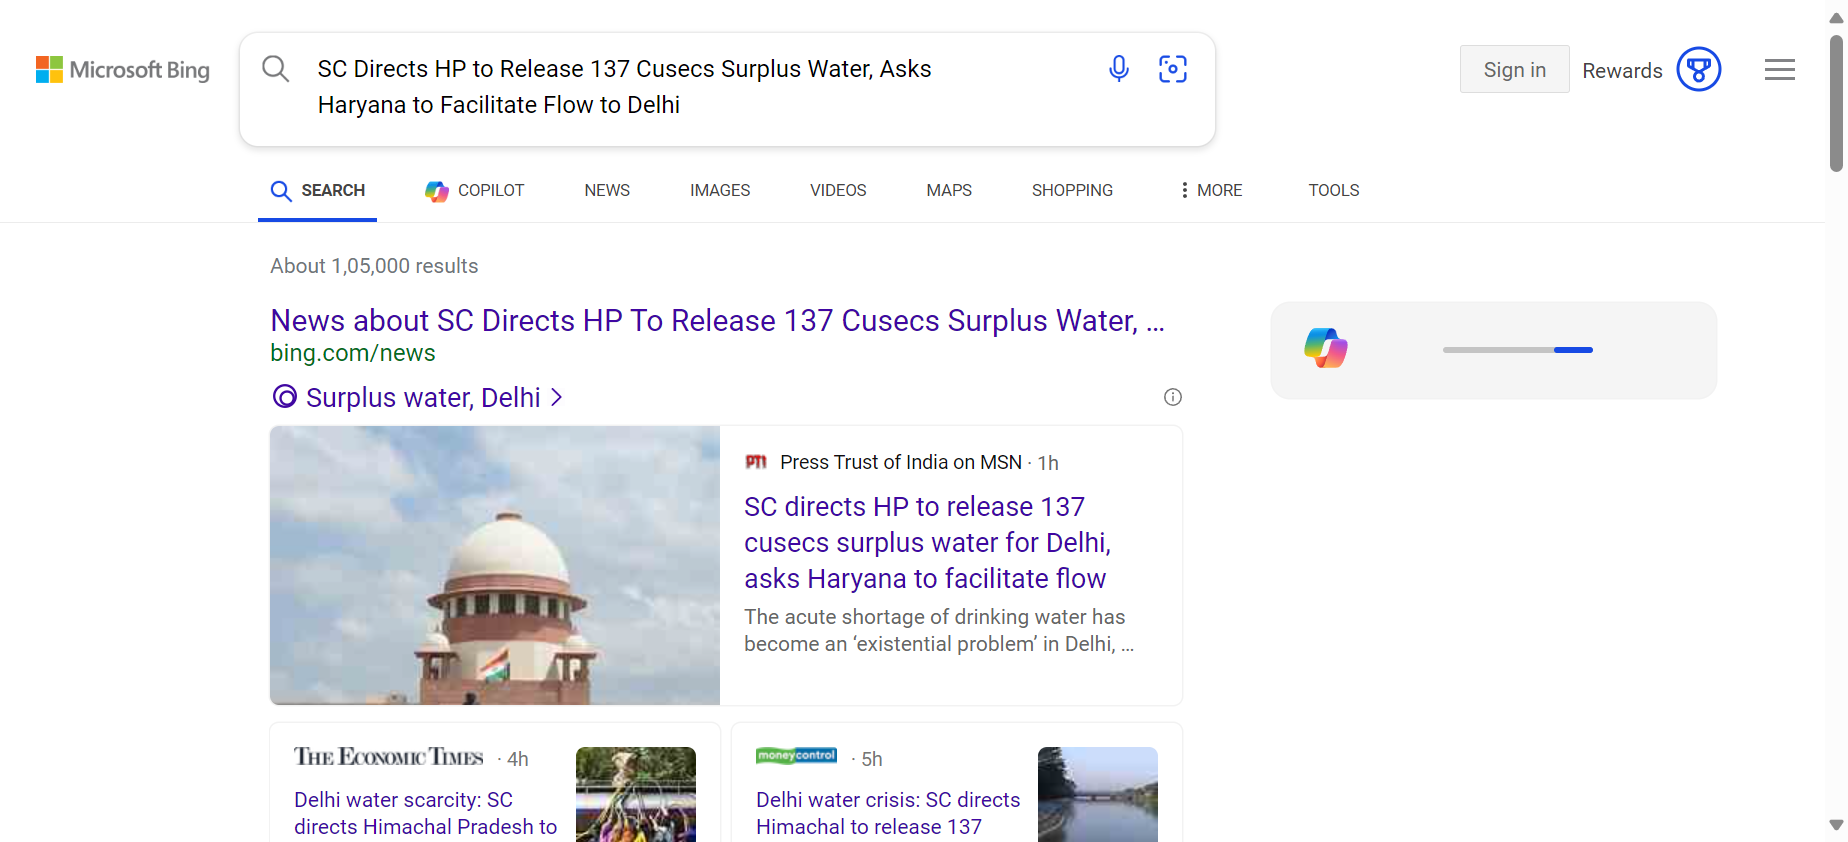 Microsoft Bing
SC Directs HP to Release 137 Cusecs Surplus Water, Asks
Haryana to Facilitate Flow to Delhi
Sign in
Rewards
SEARCH
COPILOT
NEWS
IMAGES
VIDEOS
MAPS
SHOPPING
MORE
TOOLS
About 1,05,000 results
News about SC Directs HP To Release 137 Cusecs Surplus Water, ...
bing.com/news
Surplus water, Delhi
PTI Press Trust of India on MSN · 1h
SC directs HP to release 137
cusecs surplus water for Delhi,
asks Haryana to facilitate flow
The acute shortage of drinking water has
become an ‘existential problem’ in Delhi, ...
THE ECONOMIC TIMES · 4h
Delhi water scarcity: SC
directs Himachal Pradesh to
moneycontrol · 5h
Delhi water crisis: SC directs
Himachal to release 137